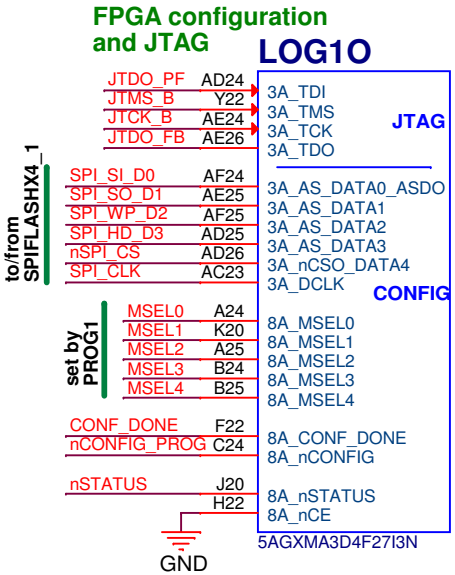 FPGA configuration
and JTAG
LOG1O
JTDO_PF AD24 3A_TDI
JTMS_B Y22 3A_TMS
JTCK_B AE24 3A_TCK
JTDO_FB AE26 3A_TDO
JTAG
to/from
SPIFLASHX4_1
SPI_SI_D0 AF24 3A_AS_DATA0_ASDO
SPI_SO_D1 AE25 3A_AS_DATA1
SPI_WP_D2 AF25 3A_AS_DATA2
SPI_HD_D3 AD25 3A_AS_DATA3
nSPI_CS AD26 3A_nCSO_DATA4
SPI_CLK AC23 3A_DCLK
CONFIG
set by
PROG1
MSEL0 A24 8A_MSEL0
MSEL1 K20 8A_MSEL1
MSEL2 A25 8A_MSEL2
MSEL3 B24 8A_MSEL3
MSEL4 B25 8A_MSEL4
CONF_DONE F22 8A_CONF_DONE
nCONFIG_PROG C24 8A_nCONFIG
nSTATUS J20 8A_nSTATUS
H22 8A_nCE
GND
5AGXMA3D4F27I3N